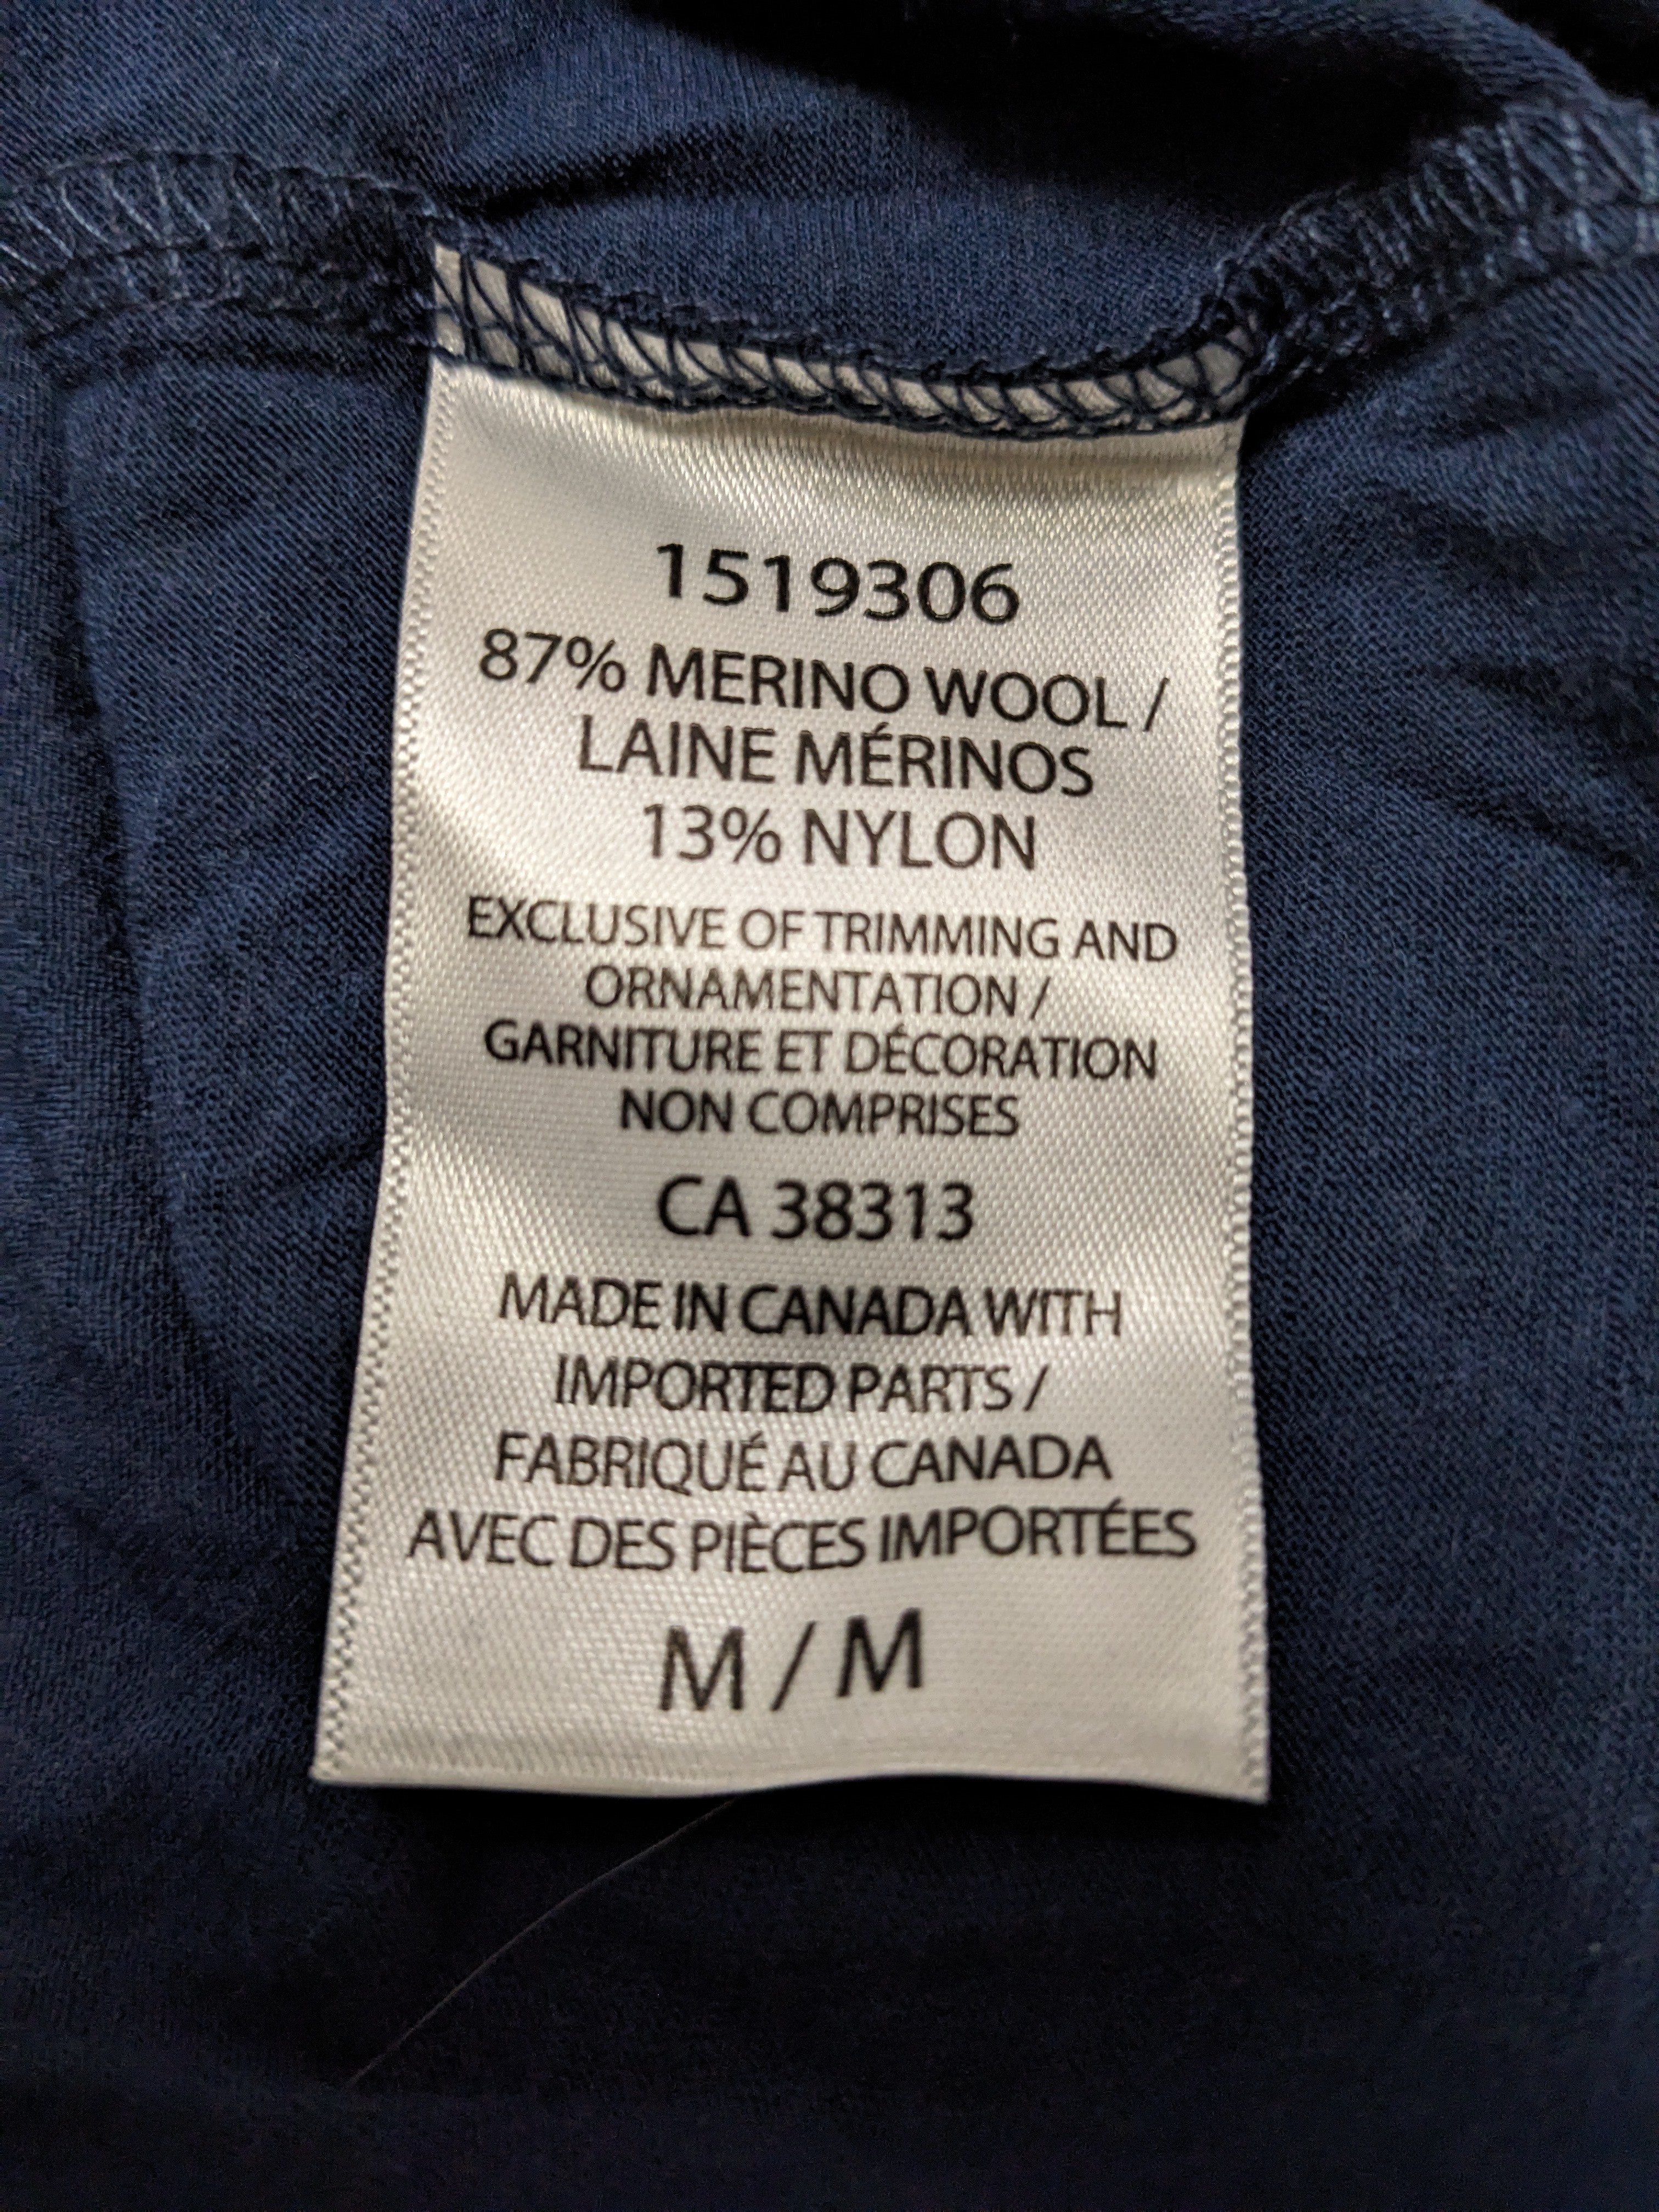 1519306
87% MERINO WOOL /
LAINE MÉRINOS
13% NYLON
EXCLUSIVE OF TRIMMING AND
ORNAMENTATION /
GARNITURE ET DÉCORATION
NON COMPRISES
CA 38313
MADE IN CANADA WITH
IMPORTED PARTS /
FABRIQUÉ AU CANADA
AVEC DES PIÈCES IMPORTÉES
M / M